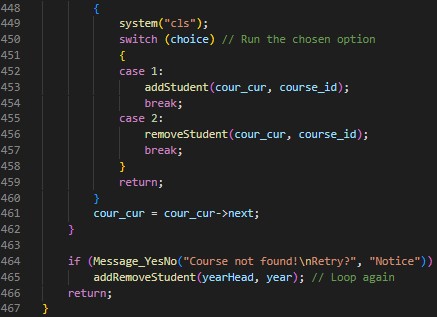 448 {
449 system("cls");
450 switch (choice) // Run the chosen option
451 {
452 case 1:
453 addStudent(cour_cur, course_id);
454 break;
455 case 2:
456 removeStudent(cour_cur, course_id);
457 break;
458 }
459 return;
460 }
461 cour_cur = cour_cur->next;
462 }
463
464 if (Message_YesNo("Course not found!\nRetry?", "Notice"))
465 addRemoveStudent(yearHead, year); // Loop again
466 return;
467 }